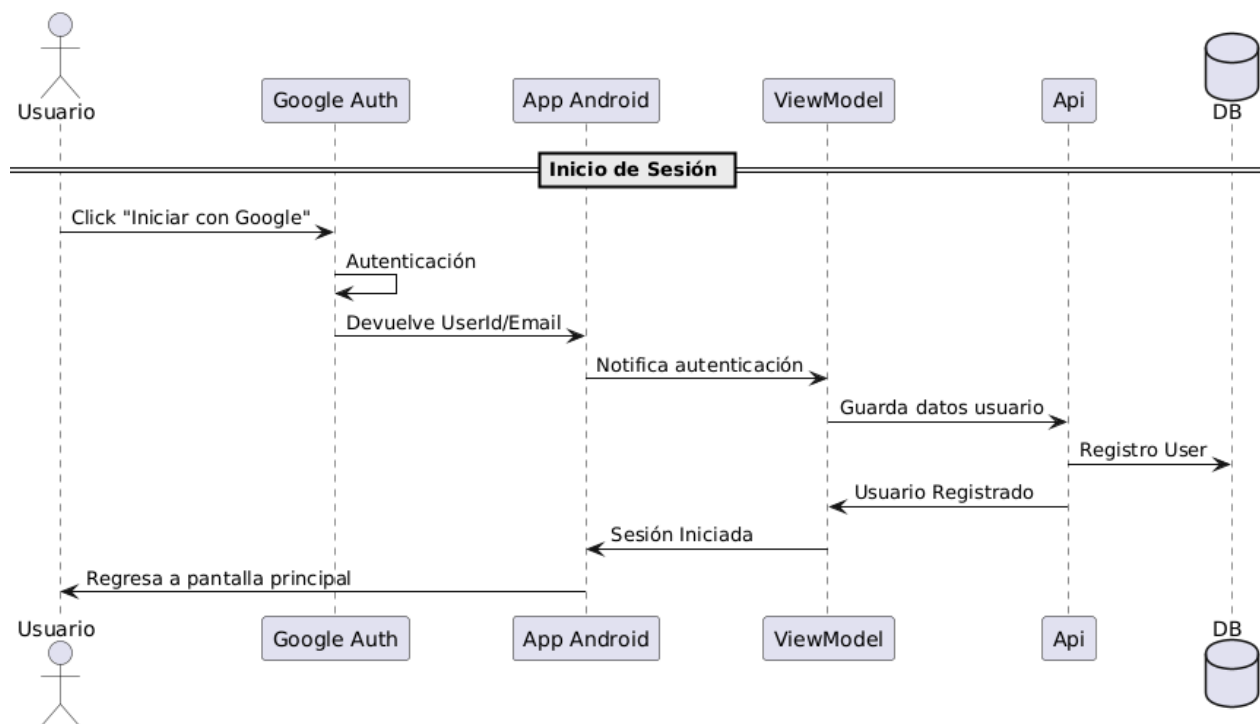 Usuario
Google Auth
App Android
ViewModel
Api
DB
Inicio de Sesión
Click "Iniciar con Google"
Autenticación
Devuelve UserId/Email
Notifica autenticación
Guarda datos usuario
Registro User
Usuario Registrado
Sesión Iniciada
Regresa a pantalla principal
Usuario
Google Auth
App Android
ViewModel
Api
DB